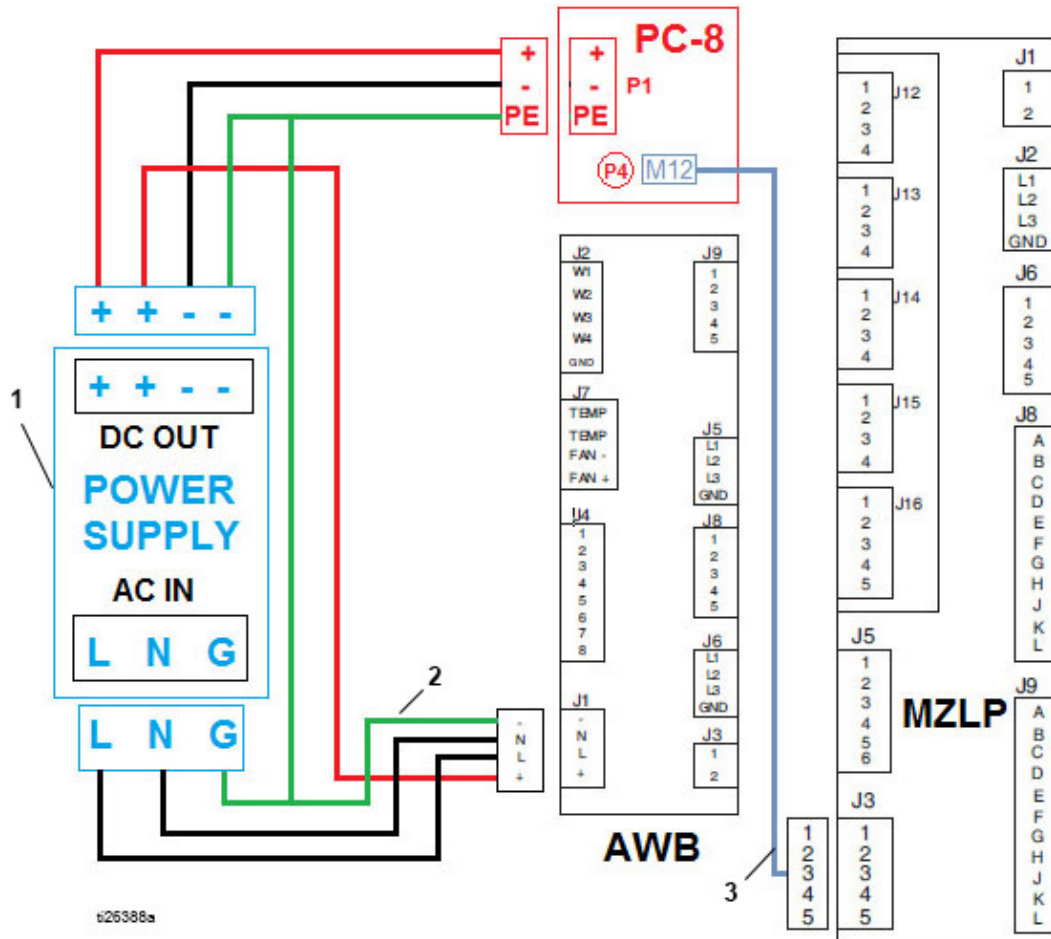 PC-8
+
-
PE
+
-
PE
P1
P4
M12
+ + - -
+ + - -
DC OUT
POWER
SUPPLY
AC IN
L N G
L N G
1
2
-
N
L
+
J2
W1
W2
W3
W4
GND
J7
TEMP
TEMP
FAN -
FAN +
J4
1
2
3
4
5
6
7
8
J1
-
N
L
+
J9
1
2
3
4
5
J5
L1
L2
L3
GND
J8
1
2
3
4
5
J6
L1
L2
L3
GND
J3
1
2
AWB
3
1
2
3
4
5
J12
1
2
3
4
J13
1
2
3
4
J14
1
2
3
4
J15
1
2
3
4
J16
1
2
3
4
5
J5
1
2
3
4
5
6
J3
1
2
3
4
5
MZLP
J1
1
2
J2
L1
L2
L3
GND
J6
1
2
3
4
5
J8
A
B
C
D
E
F
G
H
J
K
L
J9
A
B
C
D
E
F
G
H
J
K
L
ti26388a